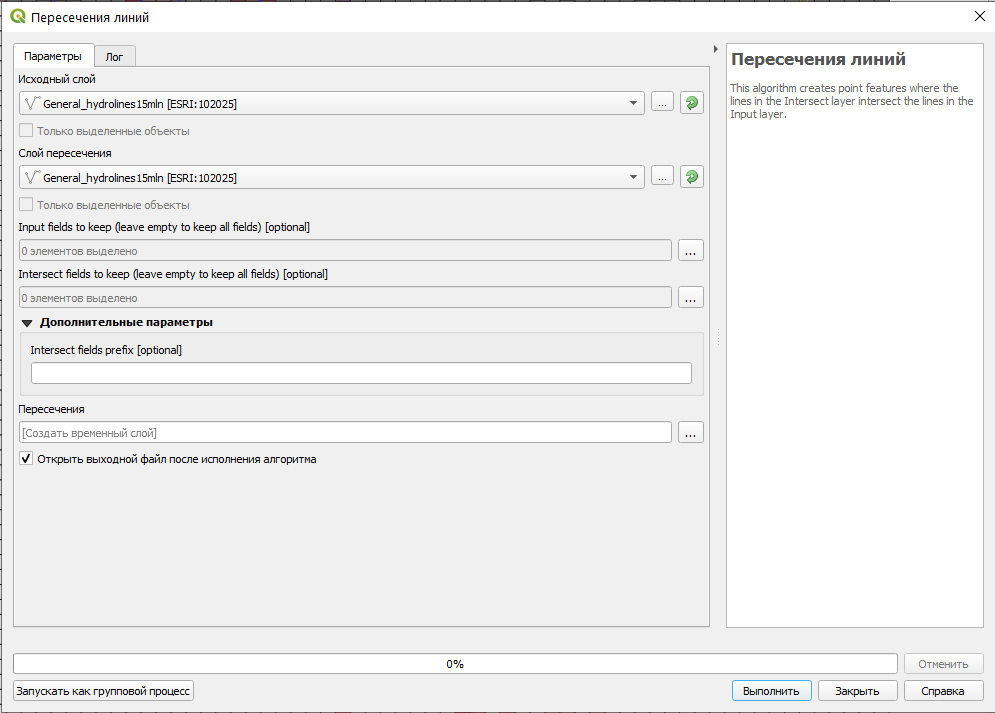 Пересечения линий
Параметры
Лог
Исходный слой
General_hydrolines15mln [ESRI:102025]
...
Только выделенные объекты
Слой пересечения
General_hydrolines15mln [ESRI:102025]
...
Только выделенные объекты
Input fields to keep (leave empty to keep all fields) [optional]
0 элементов выделено
...
Intersect fields to keep (leave empty to keep all fields) [optional]
0 элементов выделено
...
Дополнительные параметры
Intersect fields prefix [optional]
Пересечения
[Создать временный слой]
...
Открыть выходной файл после исполнения алгоритма
Пересечения линий
This algorithm creates point features where the
lines in the Intersect layer intersect the lines in the
Input layer.
0%
Отменить
Запускать как групповой процесс
Выполнить
Закрыть
Справка